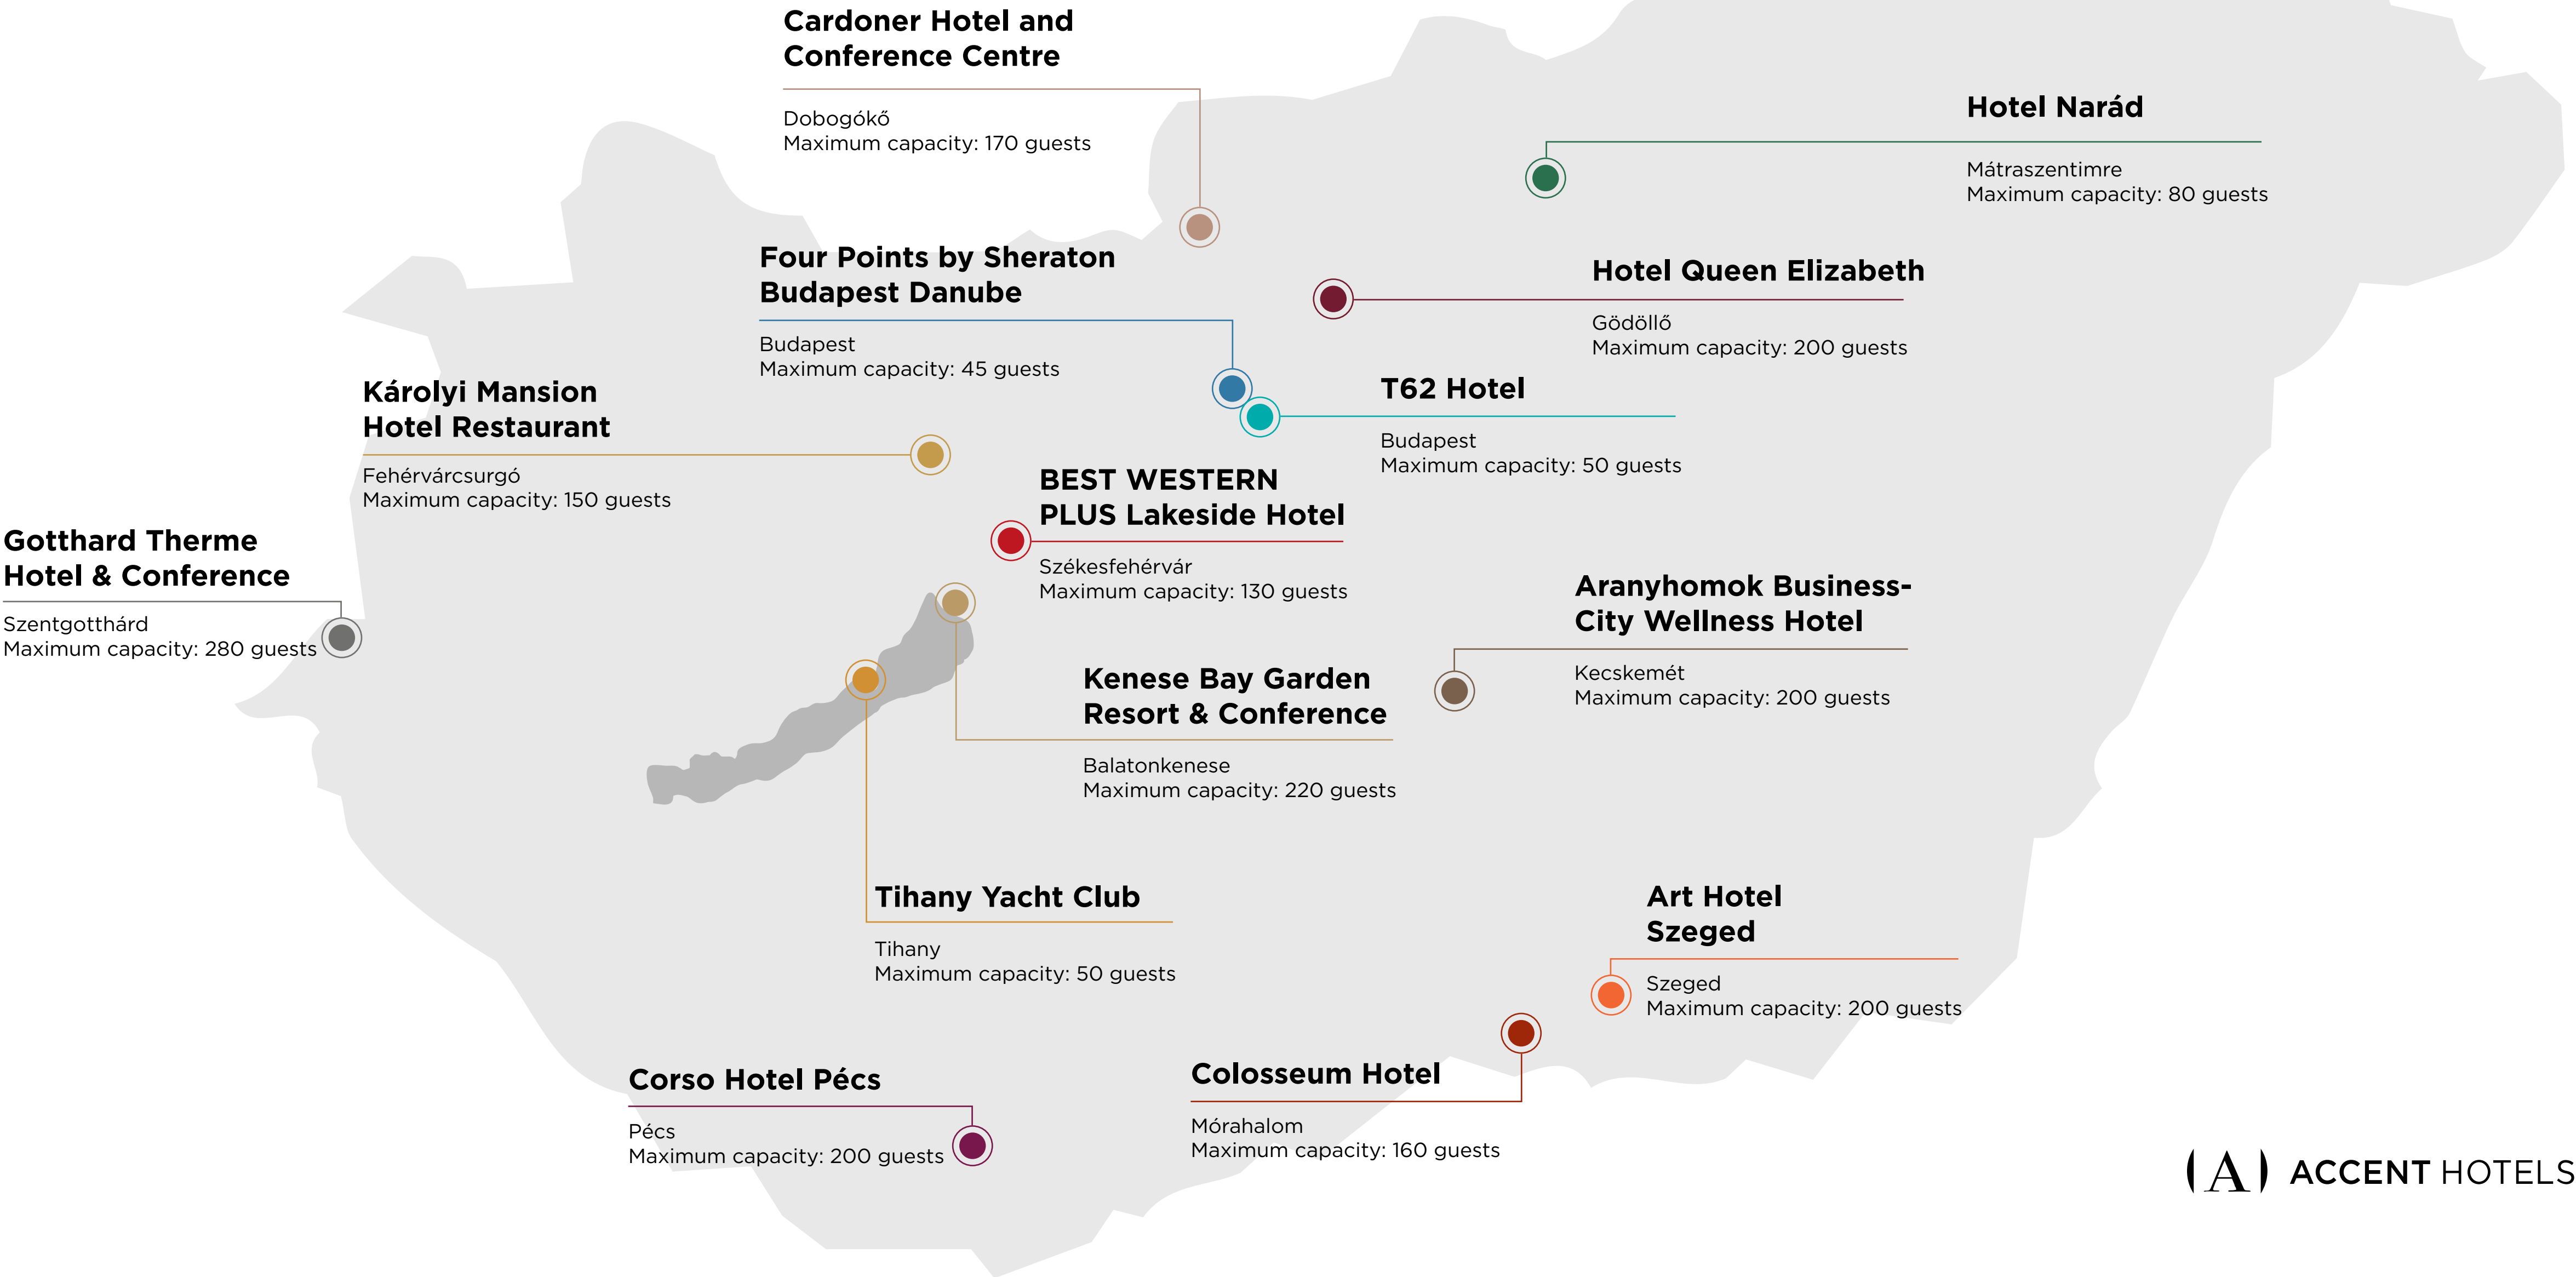 Cardoner Hotel and
Conference Centre
Dobogókő
Maximum capacity: 170 guests
Hotel Narád
Mátraszentimre
Maximum capacity: 80 guests
Four Points by Sheraton
Budapest Danube
Budapest
Maximum capacity: 45 guests
Hotel Queen Elizabeth
Gödöllő
Maximum capacity: 200 guests
Károlyi Mansion
Hotel Restaurant
Fehérvárcsurgó
Maximum capacity: 150 guests
T62 Hotel
Budapest
Maximum capacity: 50 guests
BEST WESTERN
PLUS Lakeside Hotel
Székesfehérvár
Maximum capacity: 130 guests
Gotthard Therme
Hotel & Conference
Szentgotthárd
Maximum capacity: 280 guests
Aranyhomok Business-
City Wellness Hotel
Kecskemét
Maximum capacity: 200 guests
Kenese Bay Garden
Resort & Conference
Balatonkenese
Maximum capacity: 220 guests
Tihany Yacht Club
Tihany
Maximum capacity: 50 guests
Art Hotel
Szeged
Szeged
Maximum capacity: 200 guests
Corso Hotel Pécs
Pécs
Maximum capacity: 200 guests
Colosseum Hotel
Mórahalom
Maximum capacity: 160 guests
(A) ACCENT HOTELS